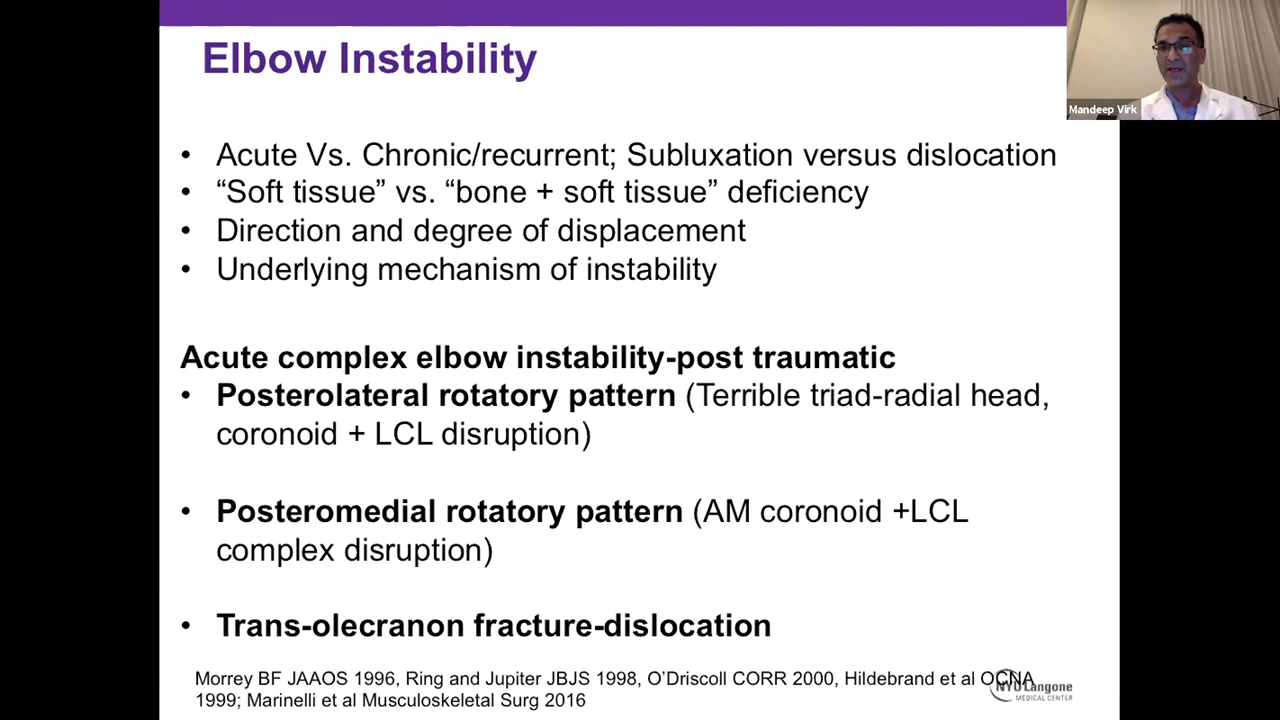 Elbow Instability
Mandeep Virk
• Acute Vs. Chronic/recurrent; Subluxation versus dislocation
• “Soft tissue” vs. “bone + soft tissue” deficiency
• Direction and degree of displacement
• Underlying mechanism of instability
Acute complex elbow instability-post traumatic
• Posterolateral rotatory pattern (Terrible triad-radial head,
coronoid + LCL disruption)
• Posteromedial rotatory pattern (AM coronoid +LCL
complex disruption)
• Trans-olecranon fracture-dislocation
Morrey BF JAAOS 1996, Ring and Jupiter JBJS 1998, O’Driscoll CORR 2000, Hildebrand et al OCNA
1999; Marinelli et al Musculoskeletal Surg 2016
NYU Langone
MEDICAL CENTER